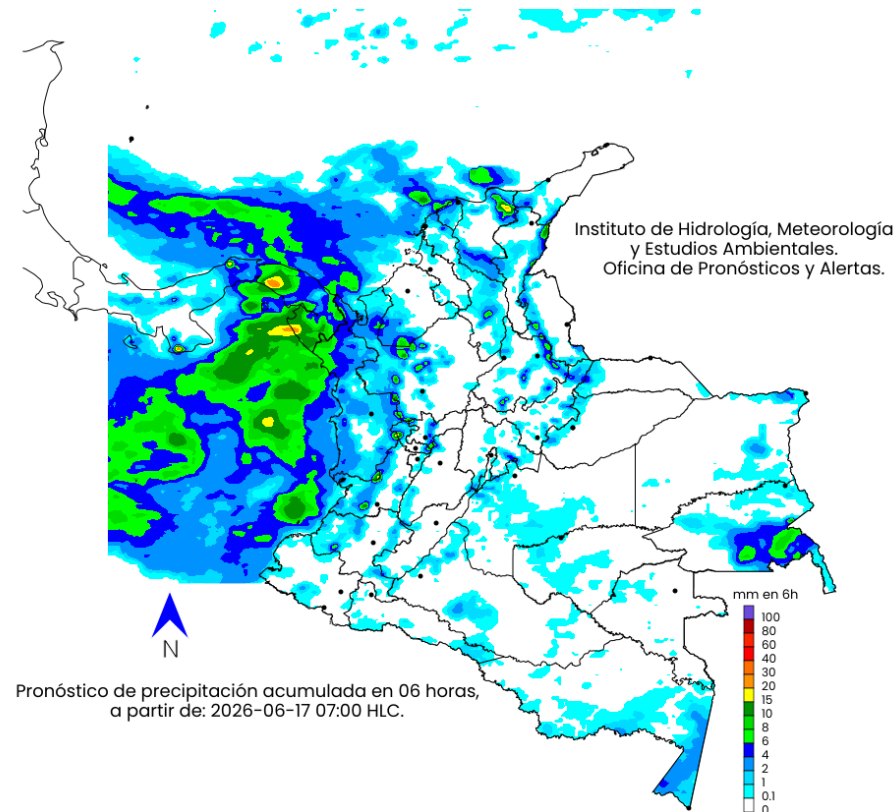 Instituto de Hidrología, Meteorología
y Estudios Ambientales.
Oficina de Pronósticos y Alertas.
mm en 6h
100
80
60
40
30
20
15
10
8
6
4
2
1
0.1
0
N
Pronóstico de precipitación acumulada en 06 horas,
a partir de: 2026-06-17 07:00 HLC.